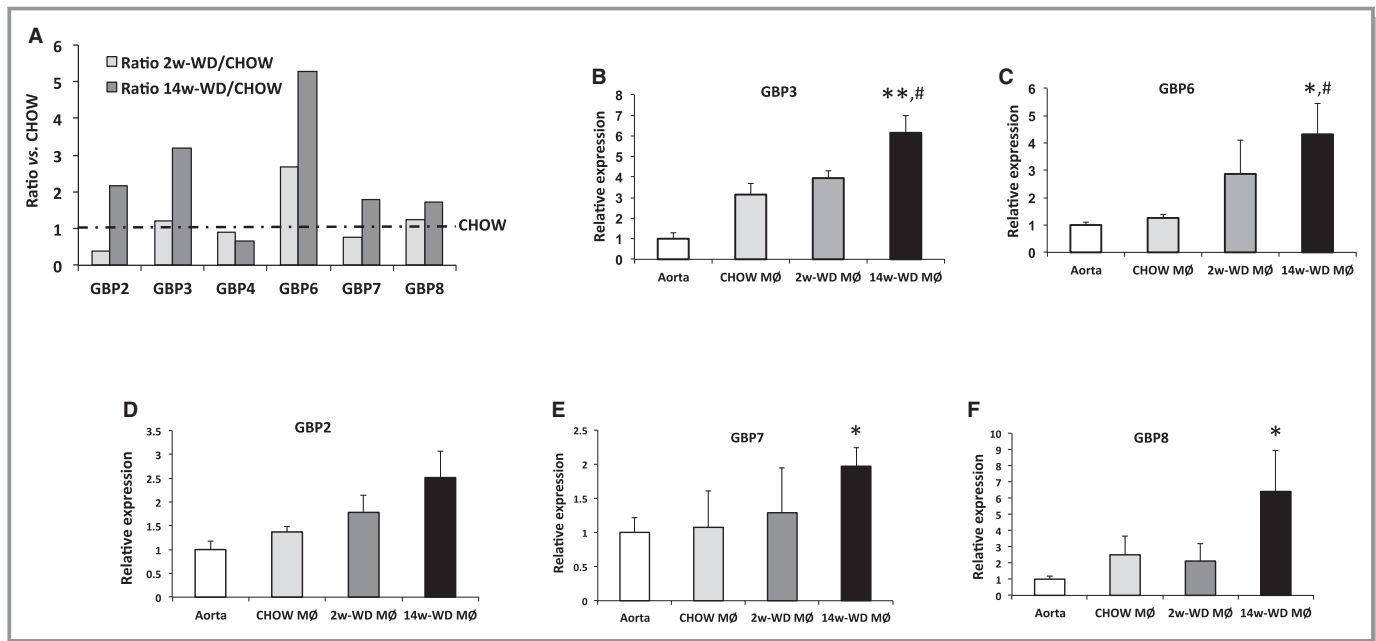 A
6
5
4
3
2
1
0
Ratio vs. CHOW
Ratio 2w-WD/CHOW
Ratio 14w-WD/CHOW
CHOW
GBP2 GBP3 GBP4 GBP6 GBP7 GBP8
B
GBP3
**,#
8
7
6
5
4
3
2
1
0
Relative expression
Aorta CHOW MØ 2w-WD MØ 14w-WD MØ
C
GBP6
*,#
6
5
4
3
2
1
0
Relative expression
Aorta CHOW MØ 2w-WD MØ 14w-WD MØ
D
GBP2
3.5
3
2.5
2
1.5
1
0.5
0
Relative expression
Aorta CHOW MØ 2w-WD MØ 14w-WD MØ
E
GBP7
*
2.5
2
1.5
1
0.5
0
Relative expression
Aorta CHOW MØ 2w-WD MØ 14w-WD MØ
F
GBP8
*
10
9
8
7
6
5
4
3
2
1
0
Relative expression
Aorta CHOW MØ 2w-WD MØ 14w-WD MØ